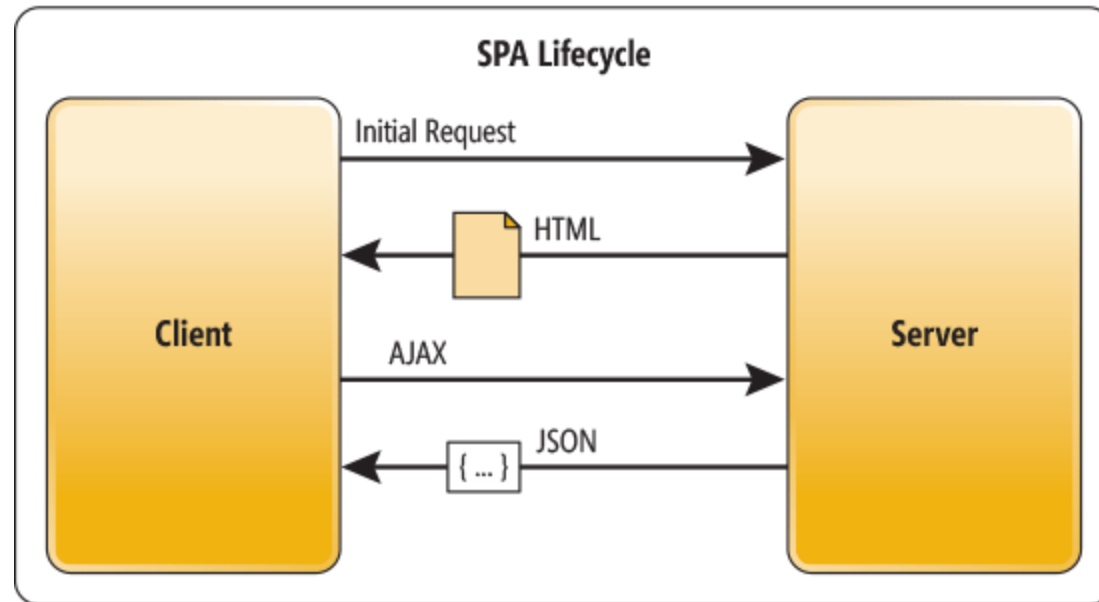 SPA Lifecycle
Initial Request
HTML
Client
Server
AJAX
JSON
{ ... }